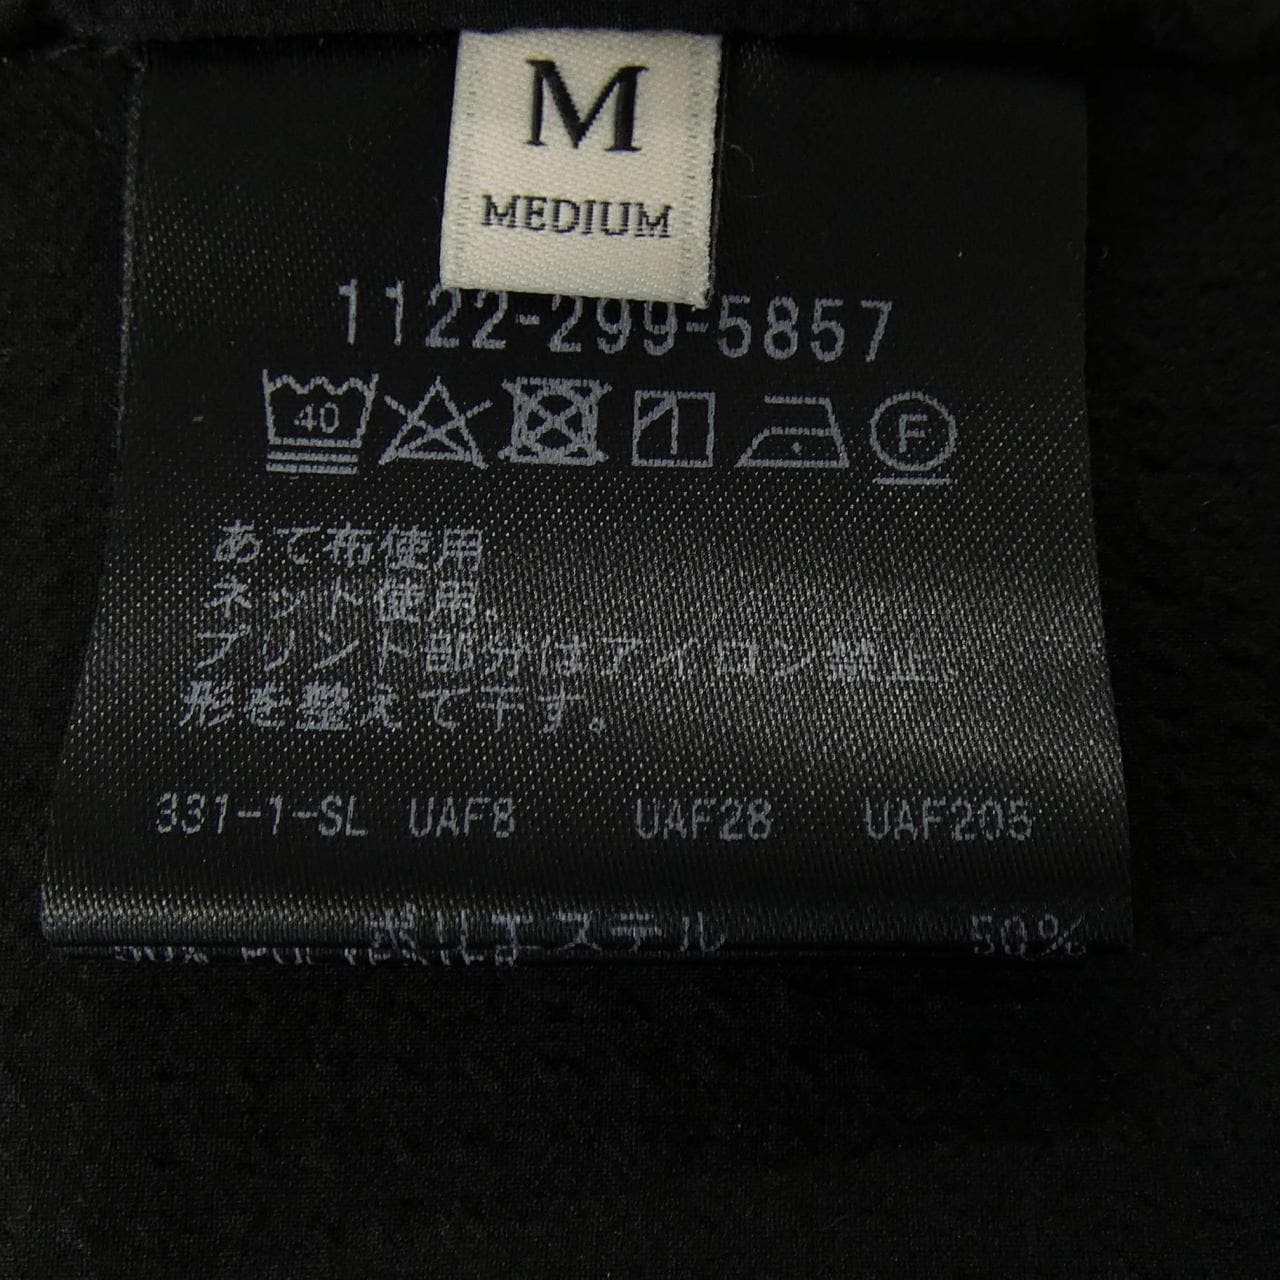 M
MEDIUM
1122-299-5857
40
F
あて布使用
ネット使用。
プリント部分はアイロン禁止。
形を整えて干す。
331-1-SL UAF8 UAF28 UAF205
ポリエステル 50%